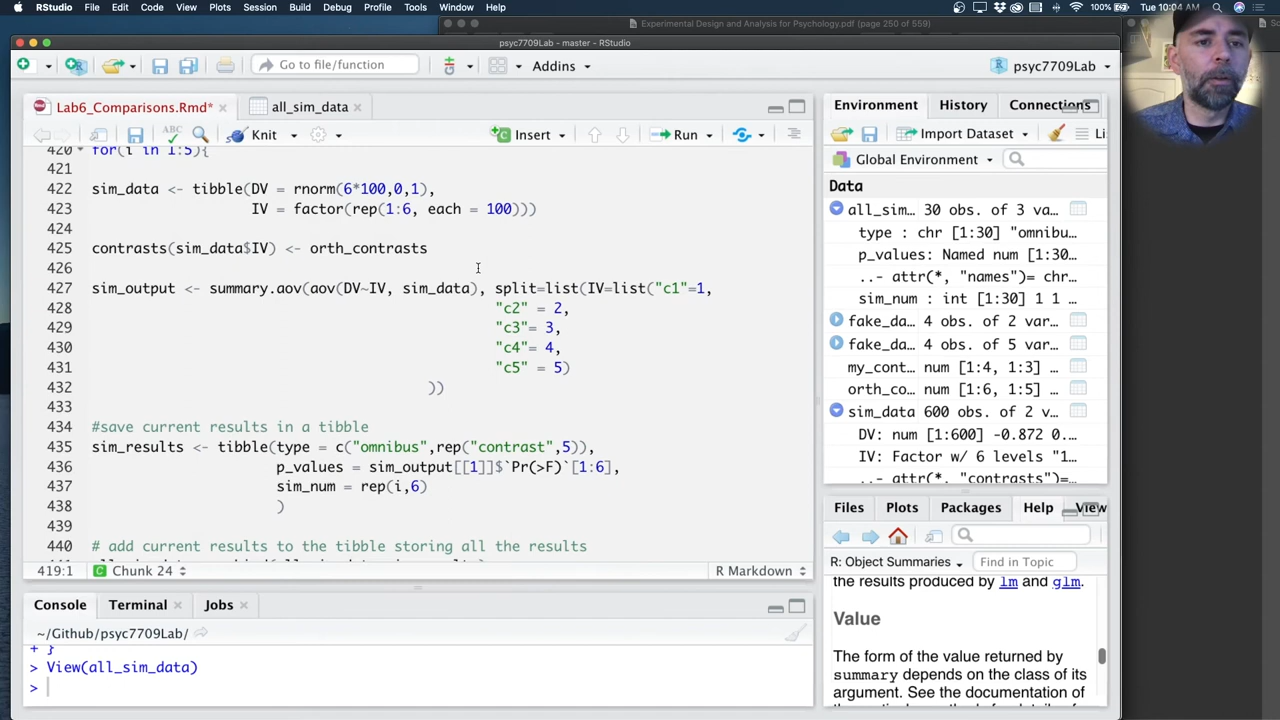 RStudio File Edit Code View Plots Session Build Debug Profile Tools Window Help 100% Tue 10:04 AM
Experimental Design and Analysis for Psychology.pdf (page 250 of 559)
psyc7709Lab - master - RStudio
Go to file/function Addins psyc7709Lab
Lab6_Comparisons.Rmd* all_sim_data
Knit Insert Run
420 for(i in 1:5){
421
422 sim_data <- tibble(DV = rnorm(6*100,0,1),
423 IV = factor(rep(1:6, each = 100)))
424
425 contrasts(sim_data$IV) <- orth_contrasts
426
427 sim_output <- summary.aov(aov(DV~IV, sim_data), split=list(IV=list("c1"=1,
428 "c2" = 2,
429 "c3"= 3,
430 "c4"= 4,
431 "c5" = 5)
432 ))
433
434 #save current results in a tibble
435 sim_results <- tibble(type = c("omnibus",rep("contrast",5)),
436 p_values = sim_output[[1]]$`Pr(>F)`[1:6],
437 sim_num = rep(i,6)
438 )
439
440 # add current results to the tibble storing all the results
419:1 Chunk 24 R Markdown
Console Terminal Jobs
~/Github/psyc7709Lab/
+ }
> View(all_sim_data)
>
Environment History Connections
Import Dataset Li
Global Environment
Data
all_sim… 30 obs. of 3 va…
type : chr [1:30] "omnibu…
p_values: Named num [1:30…
..- attr(*, "names")= chr…
sim_num : int [1:30] 1 1 …
fake_da… 4 obs. of 2 var…
fake_da… 4 obs. of 5 var…
my_cont… num [1:4, 1:3] …
orth_co… num [1:6, 1:5] …
sim_data 600 obs. of 2 v…
DV: num [1:600] -0.872 0.…
IV: Factor w/ 6 levels "1…
..- attr(*, "contrasts")=…
Files Plots Packages Help View
R: Object Summaries Find in Topic
the results produced by lm and glm.
Value
The form of the value returned by
summary depends on the class of its
argument. See the documentation of